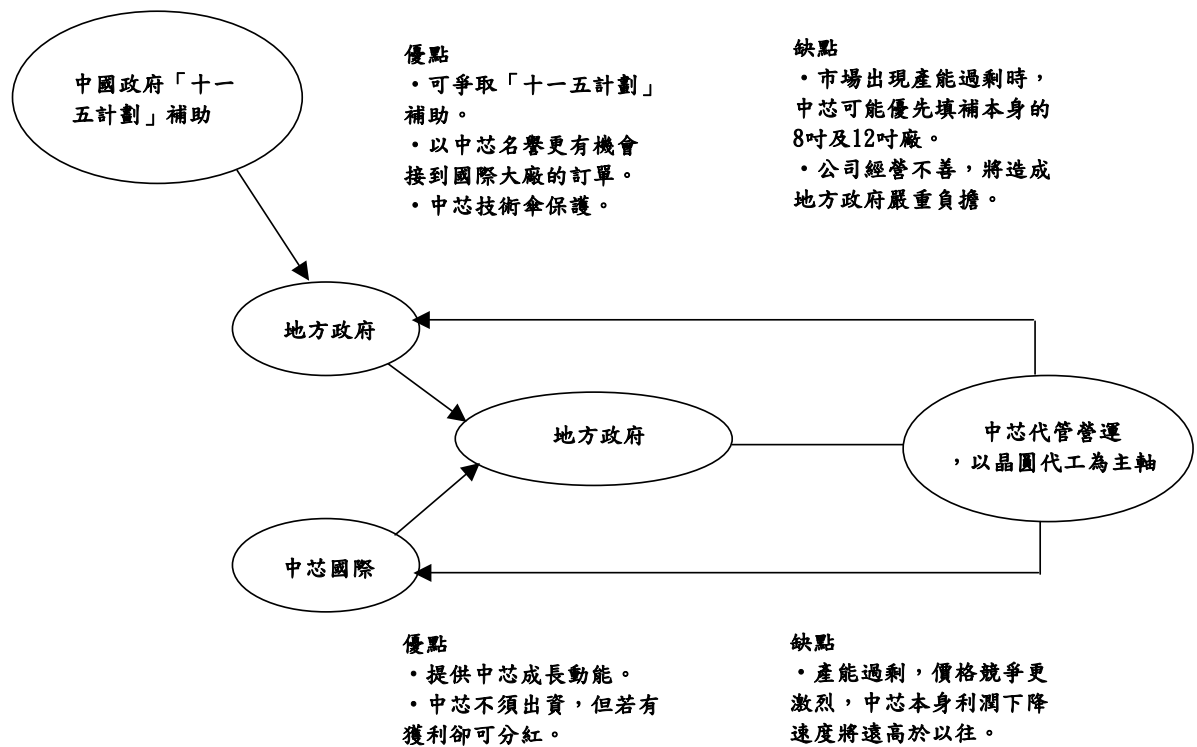 中國政府「十一
五計劃」補助
優點
・可爭取「十一五計劃」
補助。
・以中芯名譽更有機會
接到國際大廠的訂單。
・中芯技術傘保護。
缺點
・市場出現產能過剩時，
中芯可能優先填補本身的
8吋及12吋廠。
・公司經營不善，將造成
地方政府嚴重負擔。
地方政府
地方政府
中芯代管營運
，以晶圓代工為主軸
中芯國際
優點
・提供中芯成長動能。
・中芯不須出資，但若有
獲利卻可分紅。
缺點
・產能過剩，價格競爭更
激烈，中芯本身利潤下降
速度將遠高於以往。